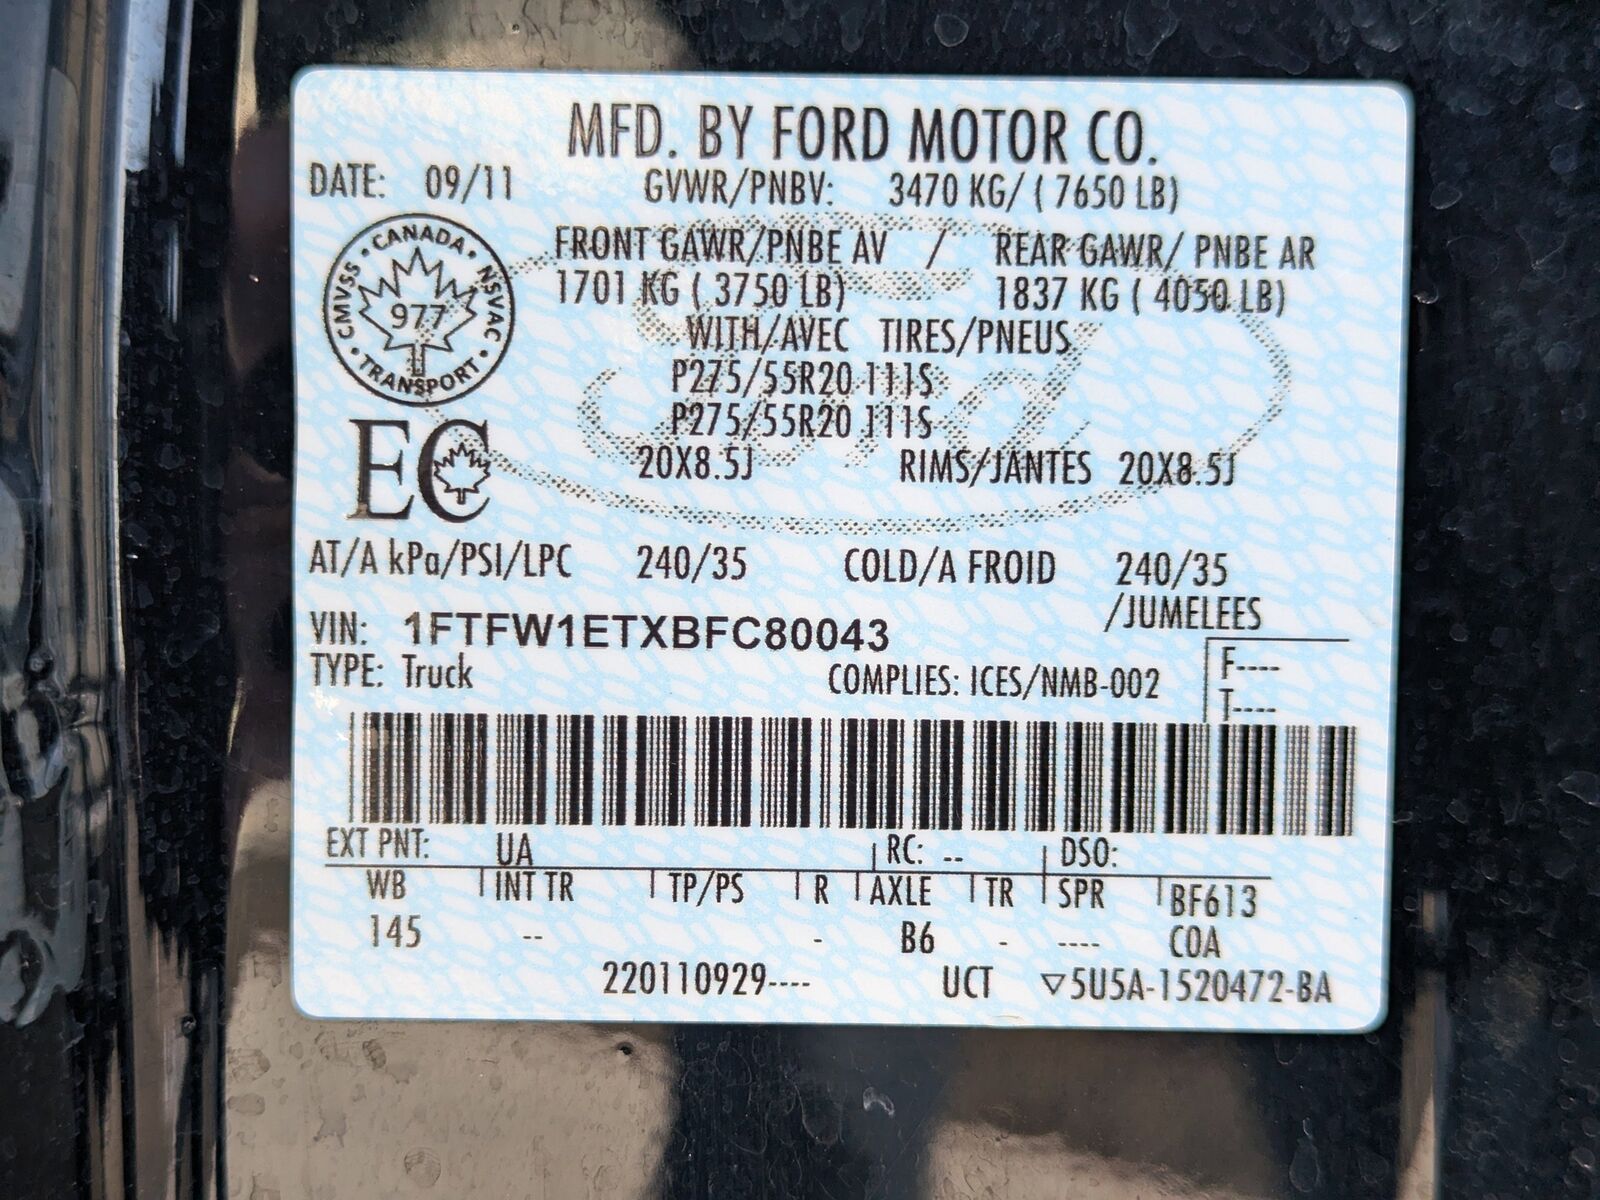 MFD. BY FORD MOTOR CO.
DATE: 09/11 GVWR/PNBV: 3470 KG/ ( 7650 LB)
FRONT GAWR/PNBE AV / REAR GAWR/ PNBE AR
1701 KG ( 3750 LB) 1837 KG ( 4050 LB)
WITH/AVEC TIRES/PNEUS
P275/55R20 111S
P275/55R20 111S
20X8.5J RIMS/JANTES 20X8.5J
CANADA • NSVAC • TRANSPORT • CMVSS •
977
EC
Ford
AT/A kPa/PSI/LPC 240/35 COLD/A FROID 240/35
/JUMELEES
VIN: 1FTFW1ETXBFC80043
TYPE: Truck COMPLIES: ICES/NMB-002
F----
T----
EXT PNT: UA RC: -- DSO:
WB INT TR TP/PS R AXLE TR SPR BF613
145 -- - B6 - ---- COA
220110929---- UCT ▽5U5A-1520472-BA